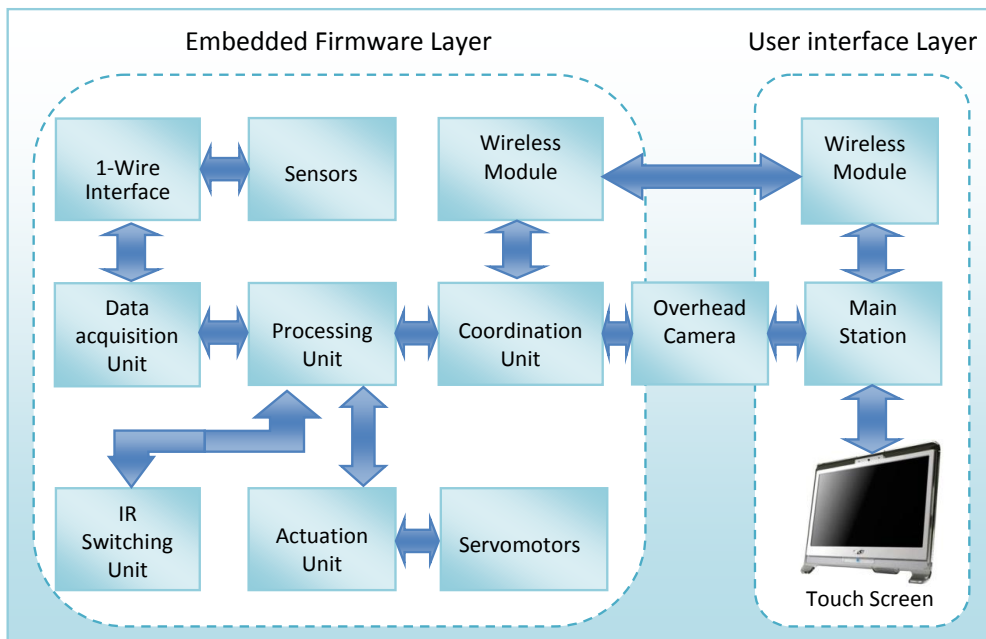 Embedded Firmware Layer
User interface Layer
1-Wire
Interface
Sensors
Wireless
Module
Wireless
Module
Data
acquisition
Unit
Processing
Unit
Coordination
Unit
Overhead
Camera
Main
Station
IR
Switching
Unit
Actuation
Unit
Servomotors
Touch Screen